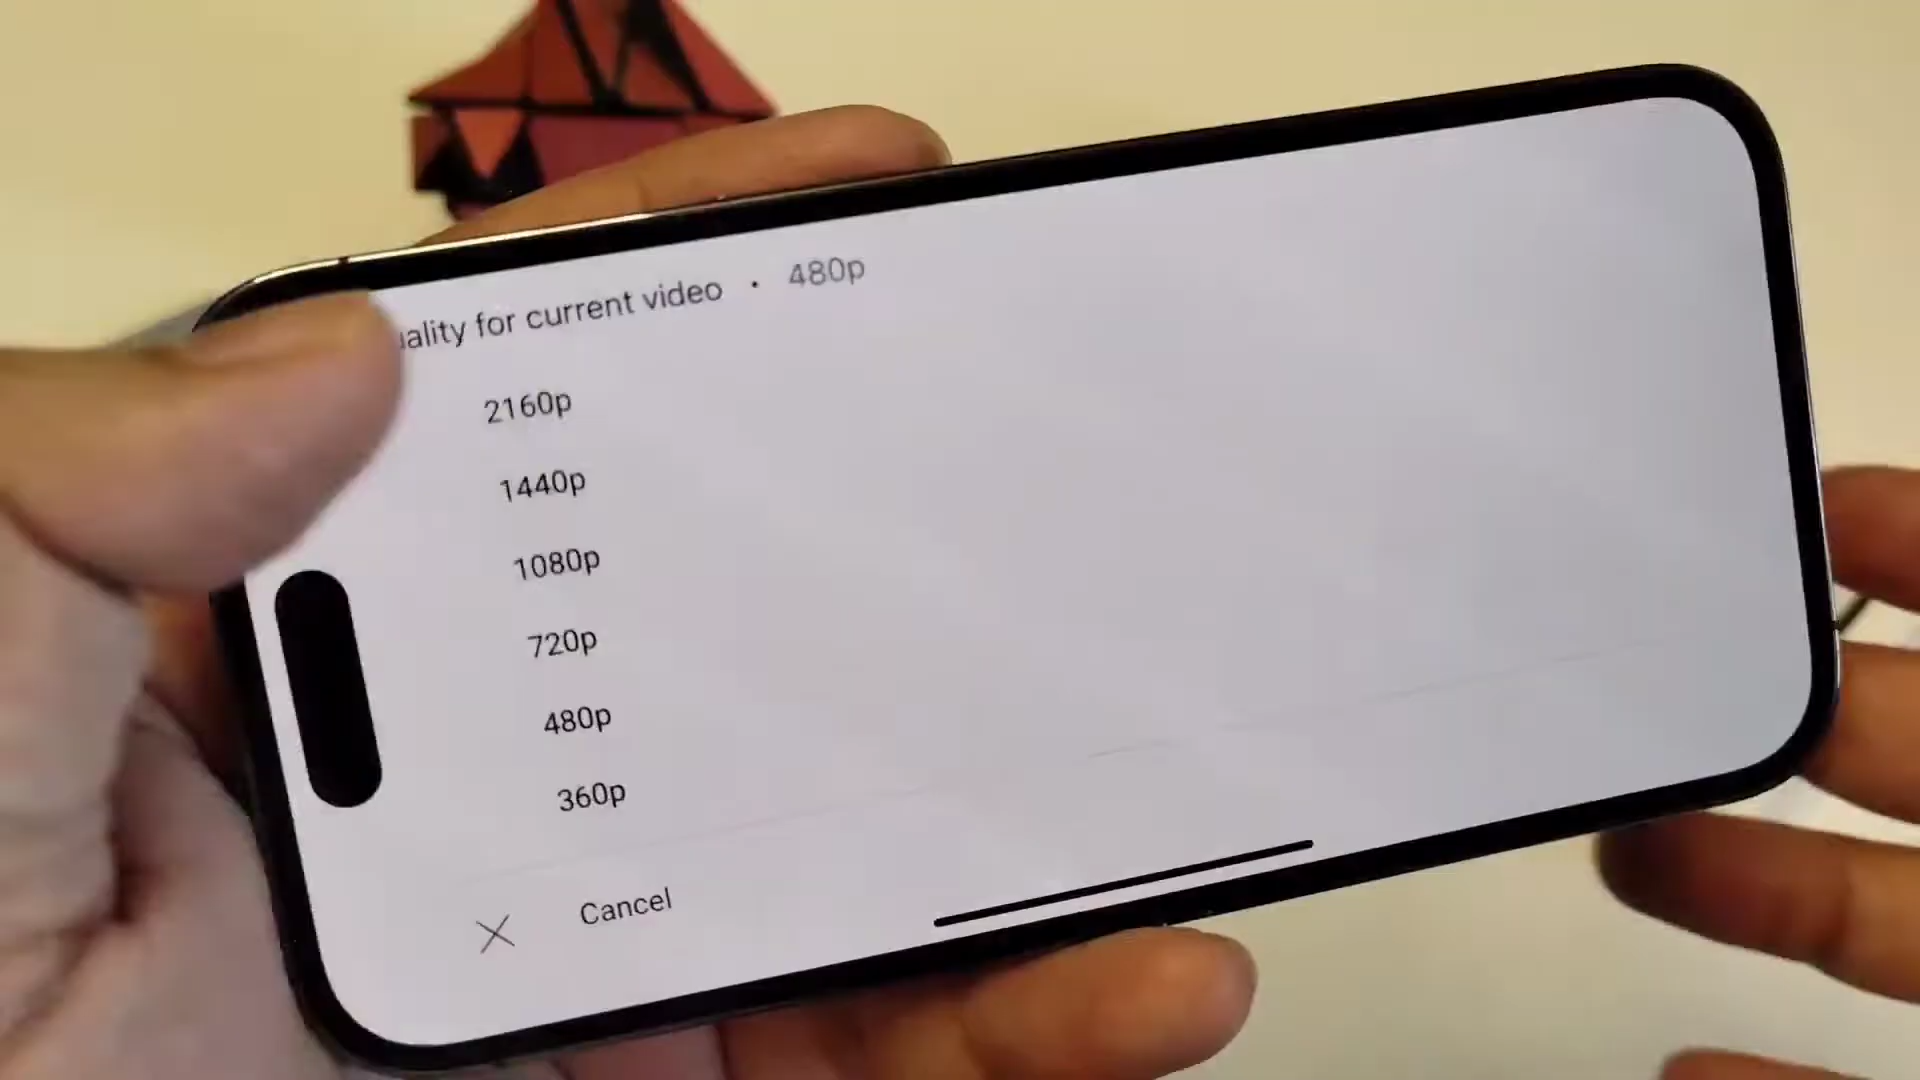 uality for current video • 480p
2160p
1440p
1080p
720p
480p
360p
Cancel